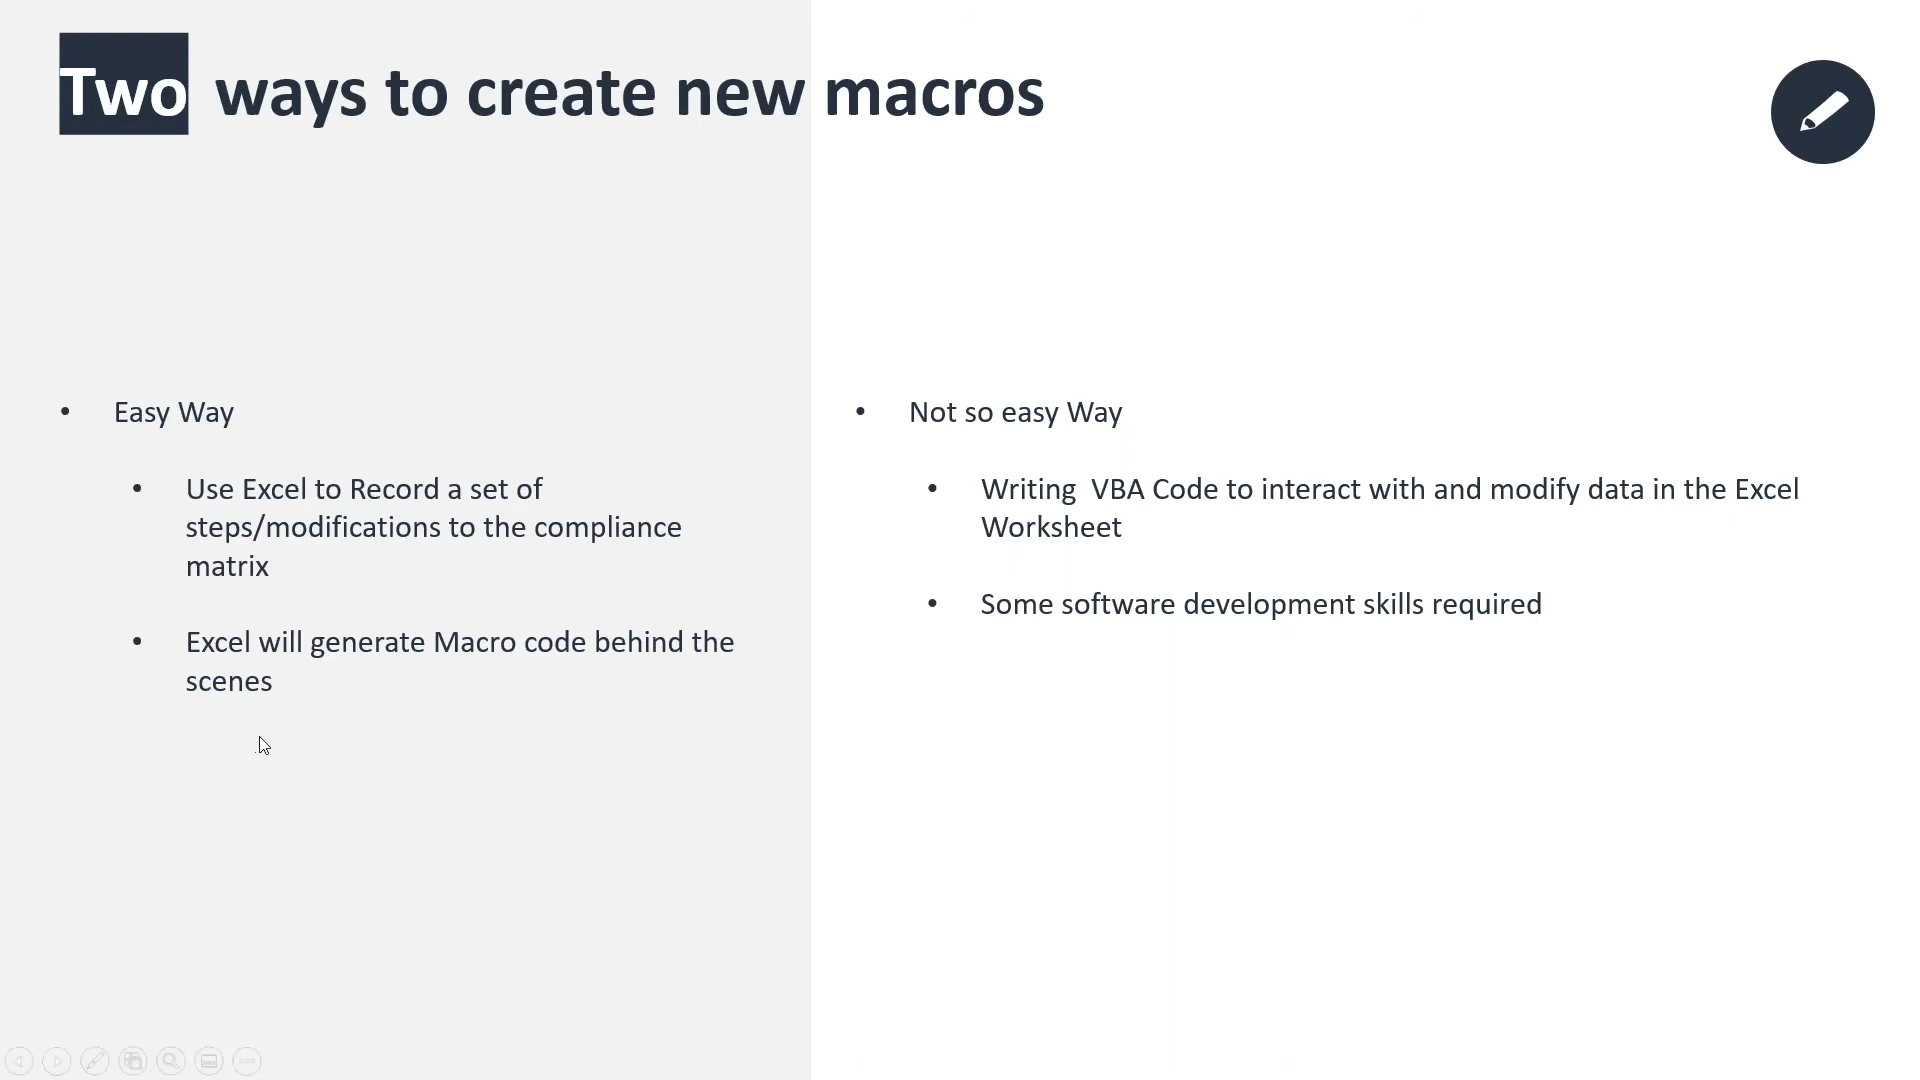 Two ways to create new macros
• Easy Way
• Use Excel to Record a set of
steps/modifications to the compliance
matrix
• Excel will generate Macro code behind the
scenes
• Not so easy Way
• Writing  VBA Code to interact with and modify data in the Excel
Worksheet
• Some software development skills required